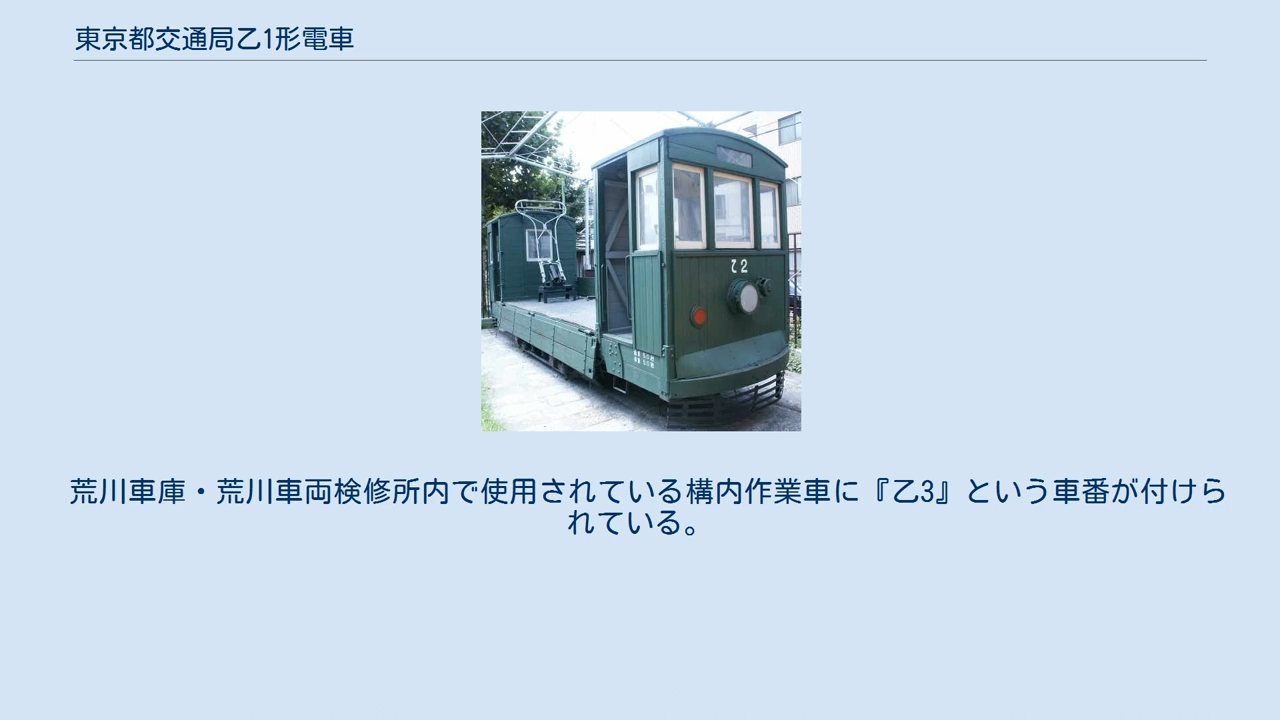 東京都交通局乙1形電車
乙2
荒川車庫・荒川車両検修所内で使用されている構内作業車に『乙3』という車番が付けら
れている。